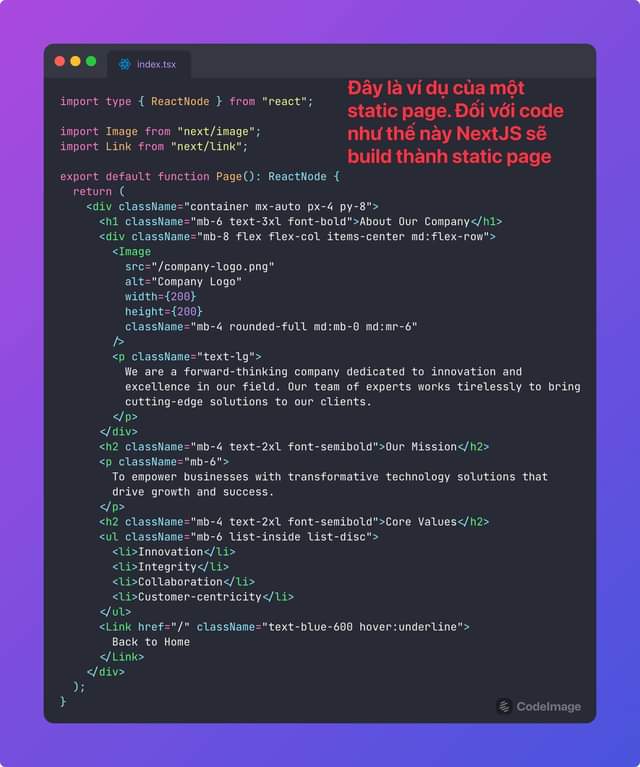 index.tsx
Đây là ví dụ của một
static page. Đối với code
như thế này NextJS sẽ
build thành static page
import type { ReactNode } from "react";
import Image from "next/image";
import Link from "next/link";
export default function Page(): ReactNode {
return (
<div className="container mx-auto px-4 py-8">
<h1 className="mb-6 text-3xl font-bold">About Our Company</h1>
<div className="mb-8 flex flex-col items-center md:flex-row">
<Image
src="/company-logo.png"
alt="Company Logo"
width={200}
height={200}
className="mb-4 rounded-full md:mb-0 md:mr-6"
/>
<p className="text-lg">
We are a forward-thinking company dedicated to innovation and
excellence in our field. Our team of experts works tirelessly to bring
cutting-edge solutions to our clients.
</p>
</div>
<h2 className="mb-4 text-2xl font-semibold">Our Mission</h2>
<p className="mb-6">
To empower businesses with transformative technology solutions that
drive growth and success.
</p>
<h2 className="mb-4 text-2xl font-semibold">Core Values</h2>
<ul className="mb-6 list-inside list-disc">
<li>Innovation</li>
<li>Integrity</li>
<li>Collaboration</li>
<li>Customer-centricity</li>
</ul>
<Link href="/" className="text-blue-600 hover:underline">
Back to Home
</Link>
</div>
);
}
CodeImage